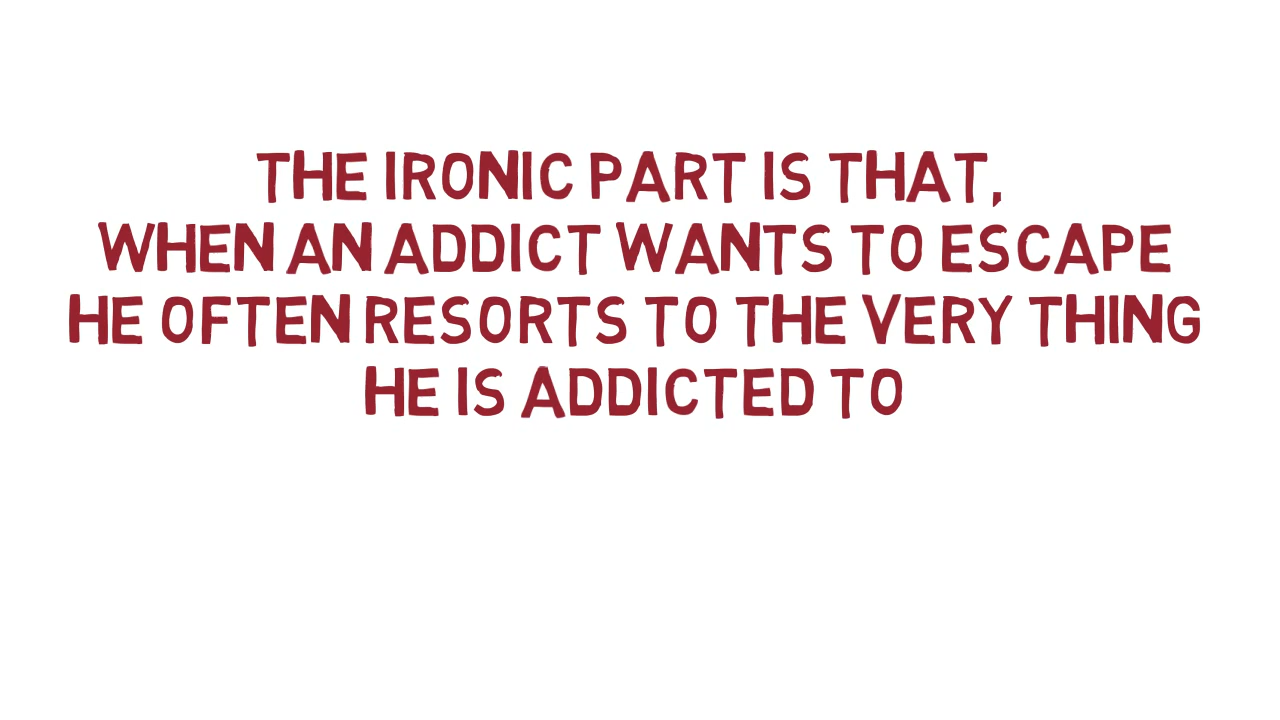 THE IRONIC PART IS THAT,
WHEN AN ADDICT WANTS TO ESCAPE
HE OFTEN RESORTS TO THE VERY THING
HE IS ADDICTED TO